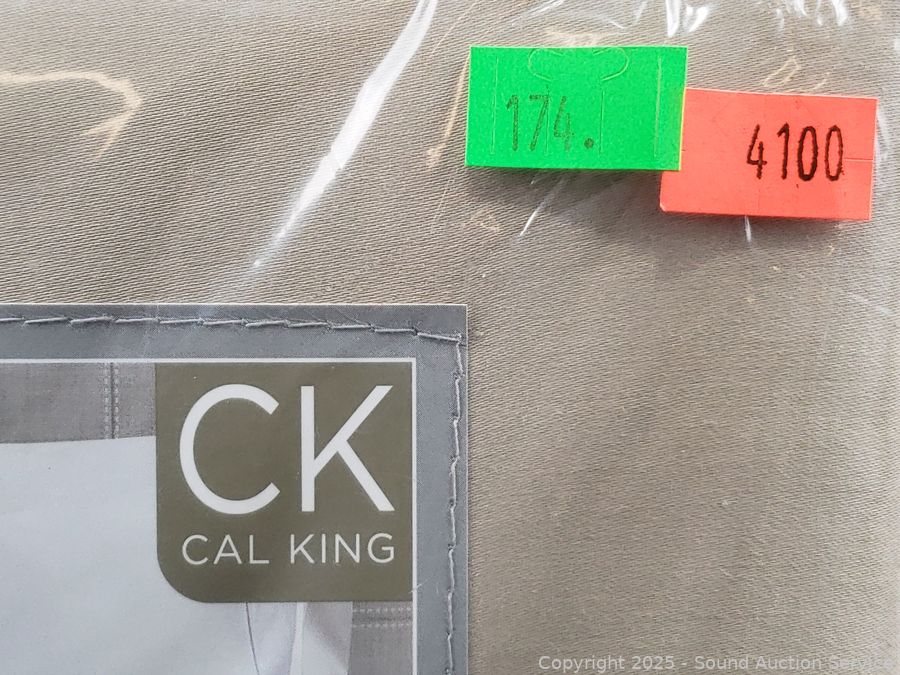 174.
4100
CK
CAL KING
Copyright 2025 - Sound Auction Service